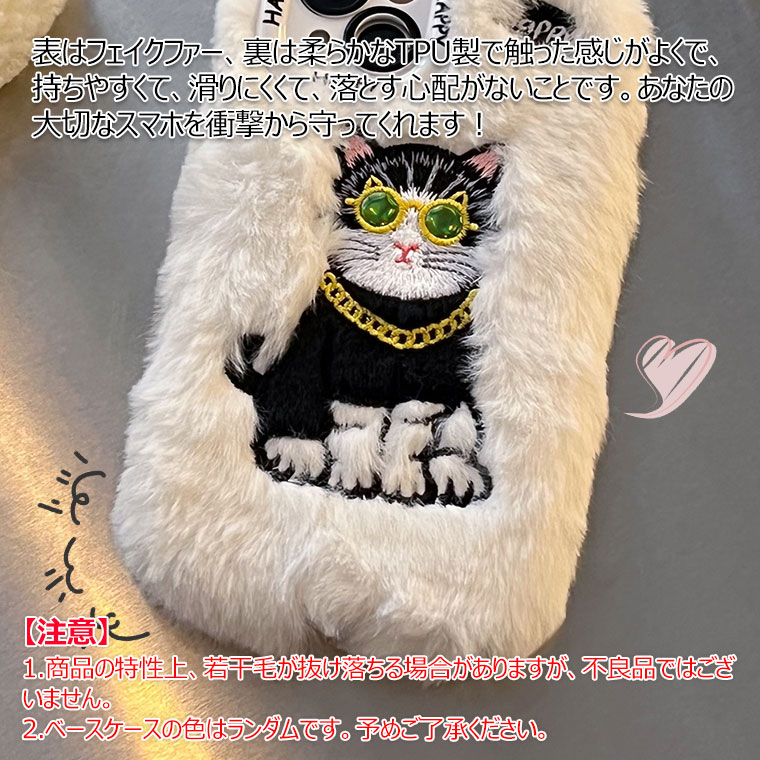 表はフェイクファー、裏は柔らかなTPU製で触った感じがよくで、
持ちやすくて、滑りにくくて、落とす心配がないことです。あなたの
大切なスマホを衝撃から守ってくれます！
【注意】
1.商品の特性上、若干毛が抜け落ちる場合がありますが、不良品ではござ
いません。
2.ベースケースの色はランダムです。予めご了承ください。